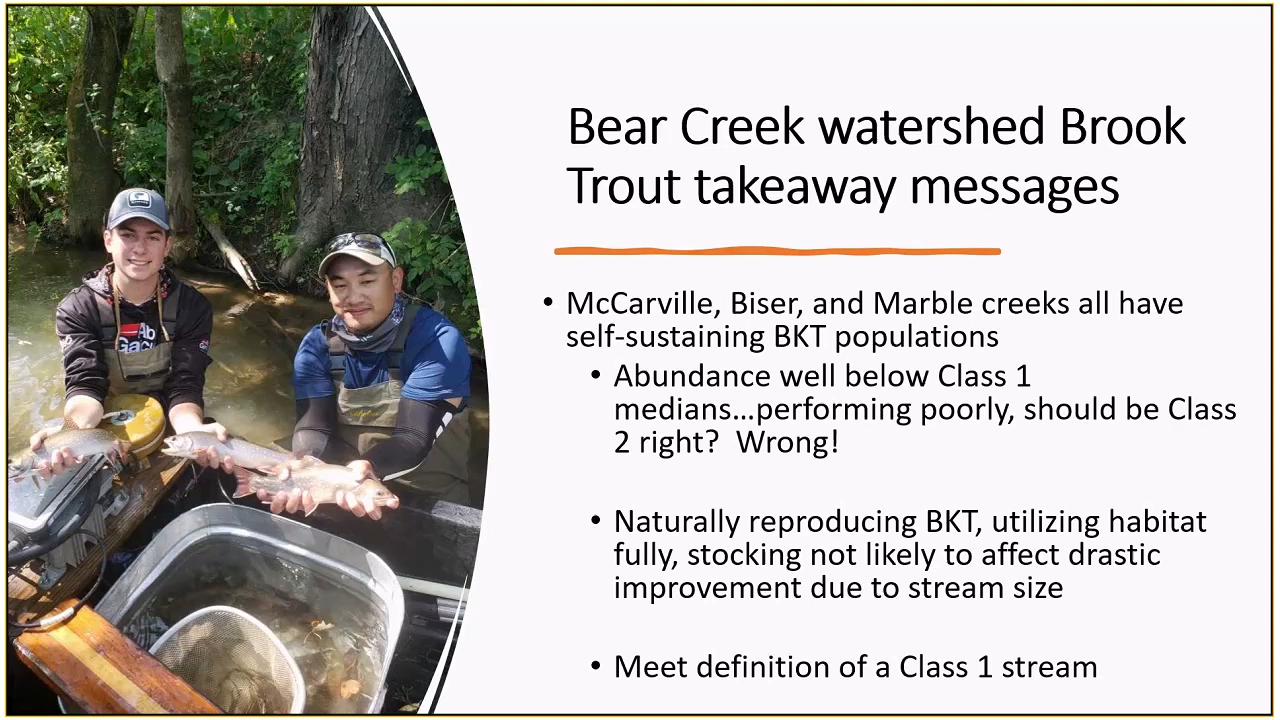 Bear Creek watershed Brook
Trout takeaway messages
• McCarville, Biser, and Marble creeks all have
self-sustaining BKT populations
• Abundance well below Class 1
medians...performing poorly, should be Class
2 right?  Wrong!
• Naturally reproducing BKT, utilizing habitat
fully, stocking not likely to affect drastic
improvement due to stream size
• Meet definition of a Class 1 stream